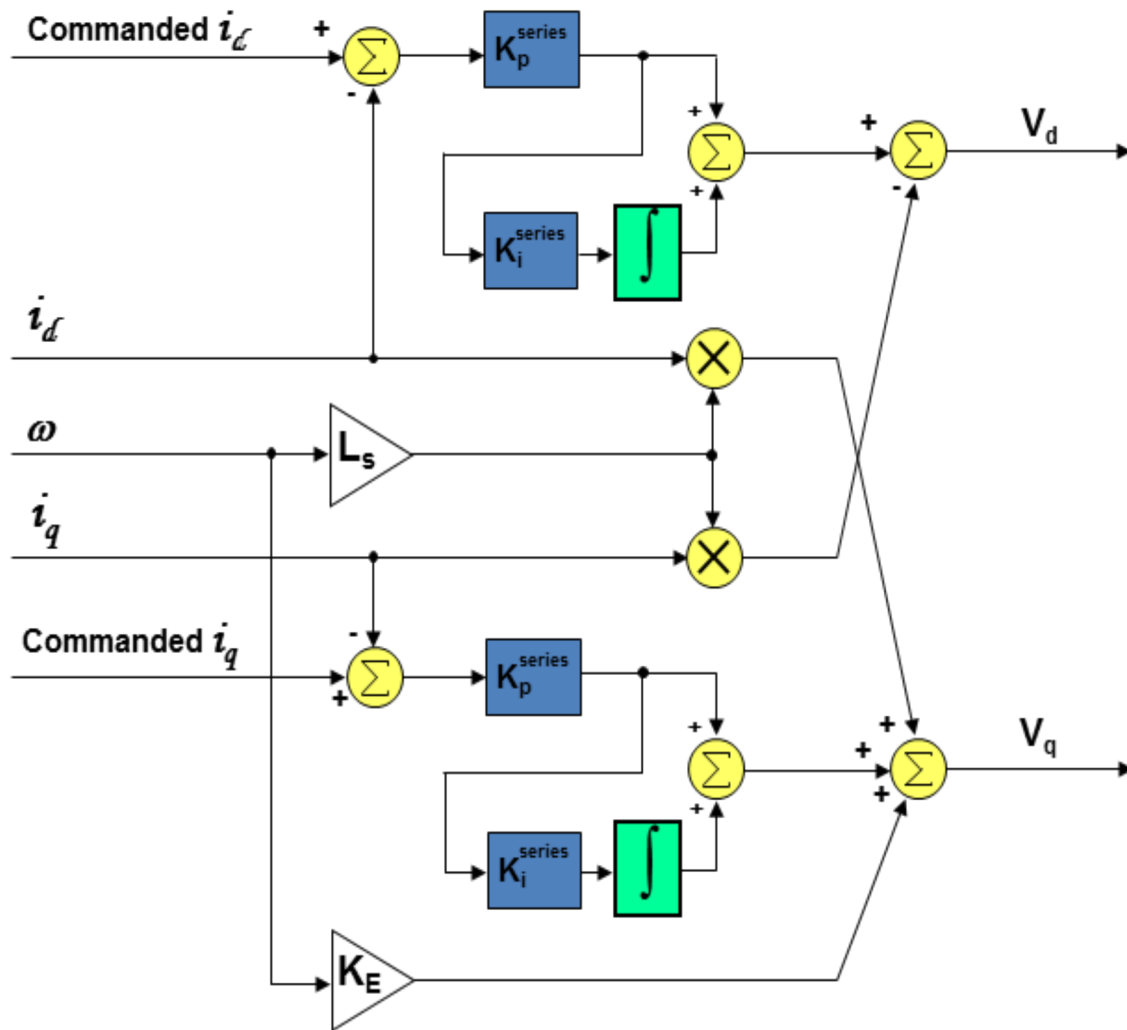 Commanded i_d
+
-
K_p^series
+
+
K_i^series
∫
Σ
Σ
+
-
Σ
V_d
i_d
×
ω
L_s
i_q
×
Commanded i_q
-
+
Σ
K_p^series
+
+
Σ
K_i^series
∫
+
+
+
Σ
V_q
K_E